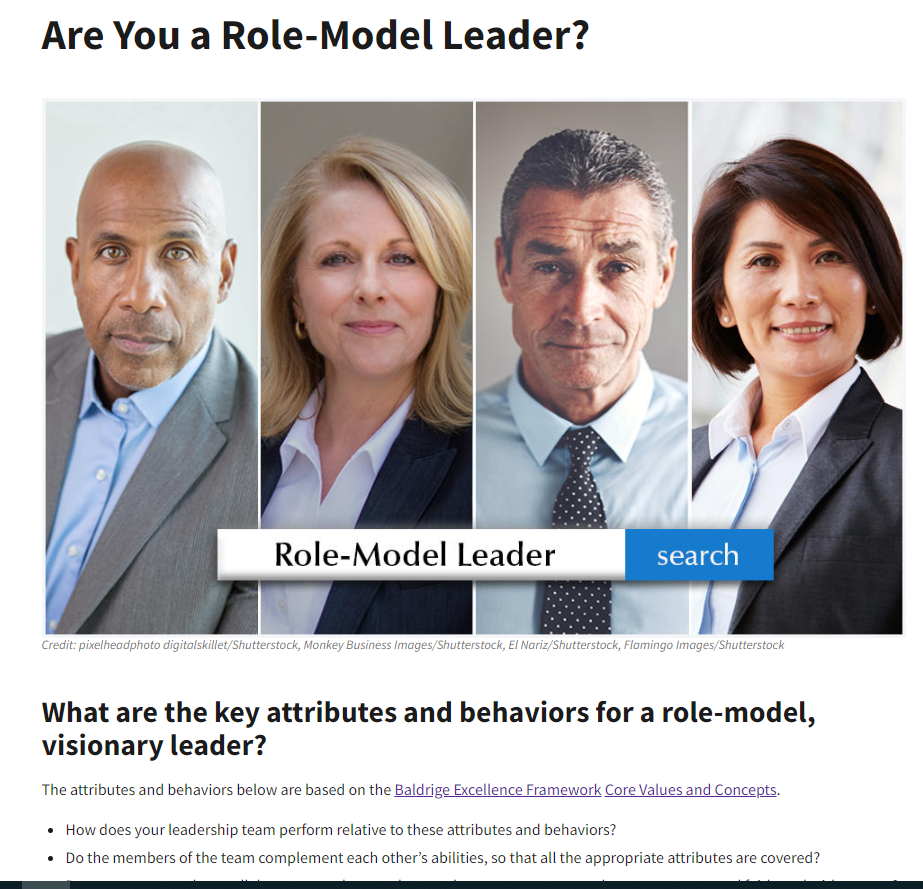 Are You a Role-Model Leader?
Role-Model Leader
search
Credit: pixelheadphoto digitalskillet/Shutterstock, Monkey Business Images/Shutterstock, El Nariz/Shutterstock, Flamingo Images/Shutterstock
What are the key attributes and behaviors for a role-model,
visionary leader?
The attributes and behaviors below are based on the Baldrige Excellence Framework Core Values and Concepts.
• How does your leadership team perform relative to these attributes and behaviors?
• Do the members of the team complement each other’s abilities, so that all the appropriate attributes are covered?